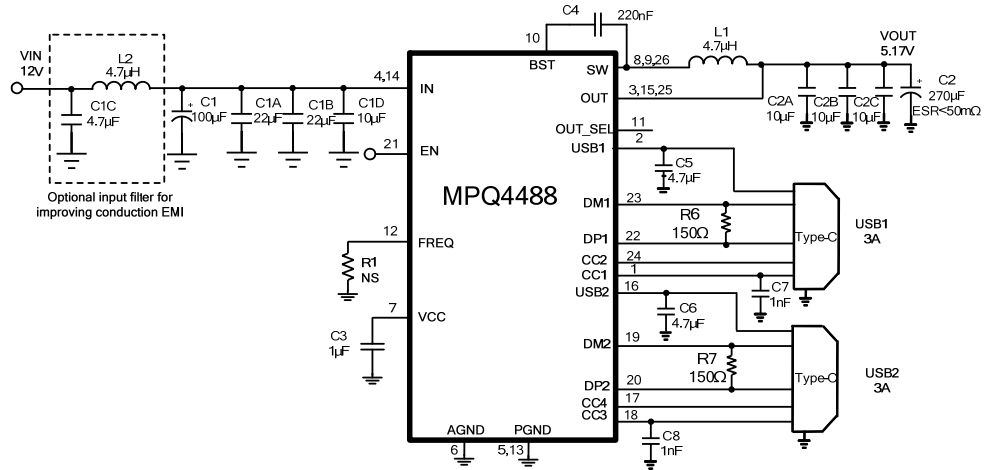 C4
220nF
10
BST
VIN
12V
L2
4.7μH
C1C
4.7μF
C1
+
100μF
C1A
22μF
C1B
22μF
C1D
10μF
4,14
IN
21
EN
Optional input filter for
improving conduction EMI
MPQ4488
12
FREQ
R1
NS
7
VCC
C3
1μF
AGND
6
PGND
5,13
SW
8,9,26
L1
4.7μH
VOUT
5.17V
OUT
3,15,25
C2A
10μF
C2B
10μF
C2C
10μF
+
C2
270μF
ESR<50mΩ
OUT_SEL
11
USB1
2
C5
4.7μF
DM1
23
R6
150Ω
DP1
22
CC2
24
CC1
1
Type-C
USB1
3A
C7
1nF
USB2
16
C6
4.7μF
DM2
19
R7
150Ω
DP2
20
CC4
17
CC3
18
Type-C
USB2
3A
C8
1nF